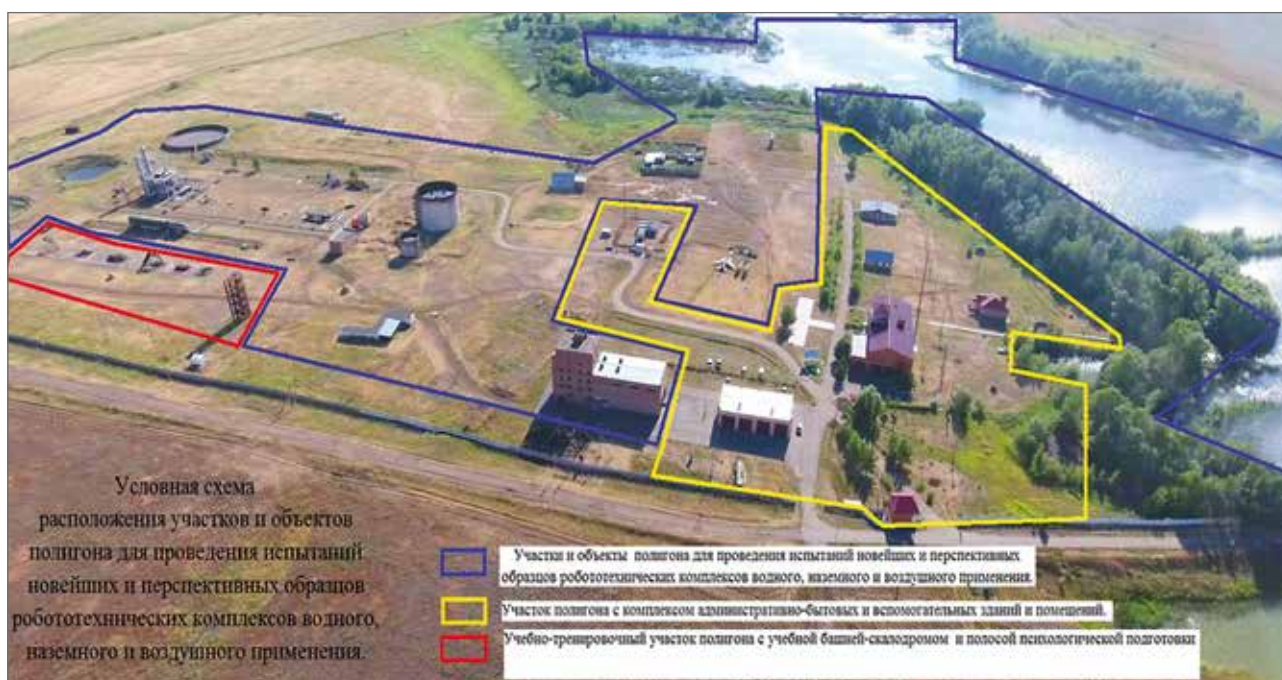 Условная схема
расположения участков и объектов
полигона для проведения испытаний
новейших и перспективных образцов
робототехнических комплексов водного,
наземного и воздушного применения.
Участки и объекты полигона для проведения испытаний новейших и перспективных
образцов робототехнических комплексов водного, наземного и воздушного применения.
Участок полигона с комплексом административно-бытовых и вспомогательных зданий и помещений.
Учебно-тренировочный участок полигона с учебной башней-скалодромом и полосой психологической подготовки